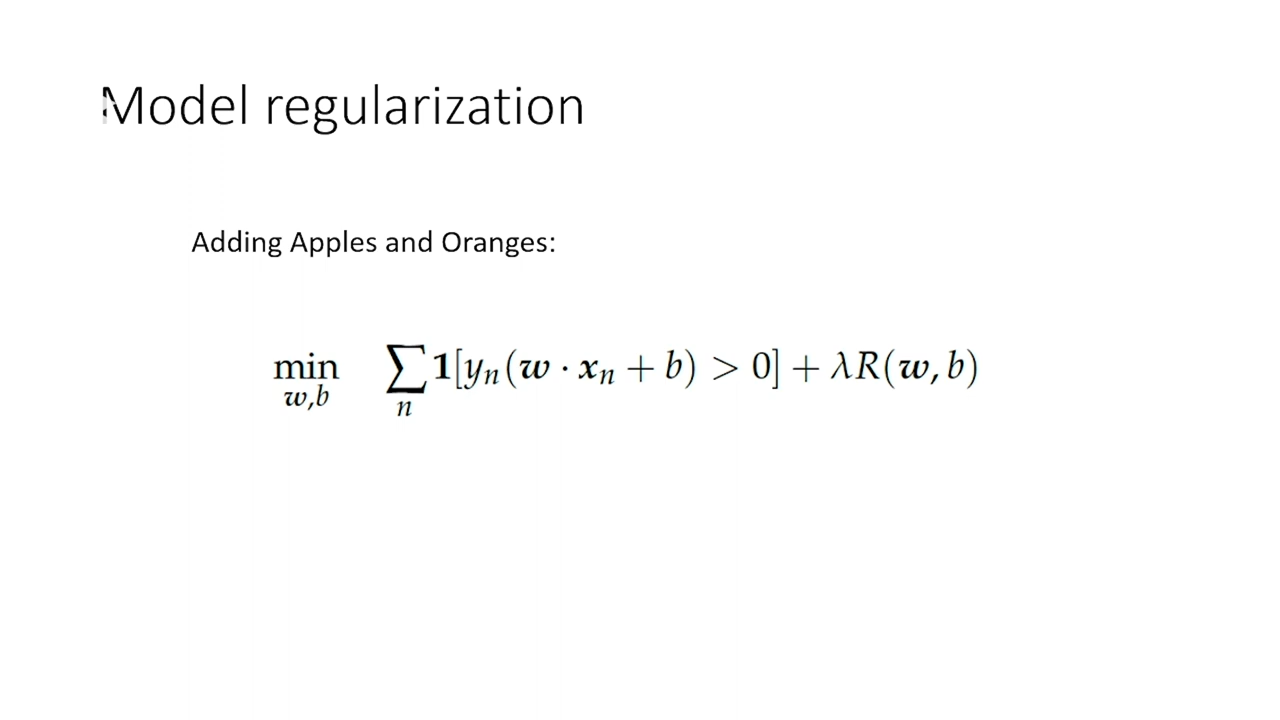 Model regularization
Adding Apples and Oranges:
min_{w,b} ∑_n 1[y_n(w · x_n + b) > 0] + λR(w, b)